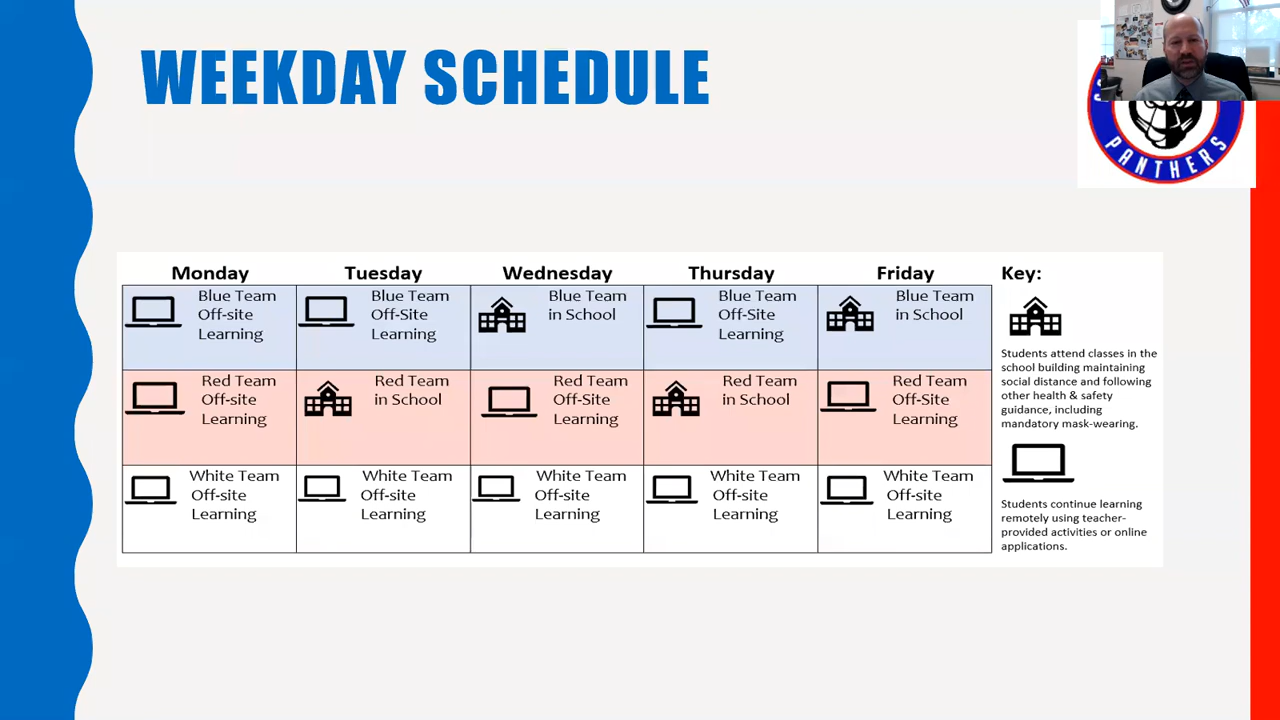 WEEKDAY SCHEDULE
PANTHERS
Monday Tuesday Wednesday Thursday Friday Key:
Blue Team
Off-site
Learning
Blue Team
Off-Site
Learning
Blue Team
in School
Blue Team
Off-Site
Learning
Blue Team
in School
Red Team
Off-site
Learning
Red Team
in School
Red Team
Off-Site
Learning
Red Team
in School
Red Team
Off-Site
Learning
White Team
Off-site
Learning
White Team
Off-site
Learning
White Team
Off-site
Learning
White Team
Off-site
Learning
White Team
Off-site
Learning
Students attend classes in the
school building maintaining
social distance and following
other health & safety
guidance, including
mandatory mask-wearing.
Students continue learning
remotely using teacher-
provided activities or online
applications.